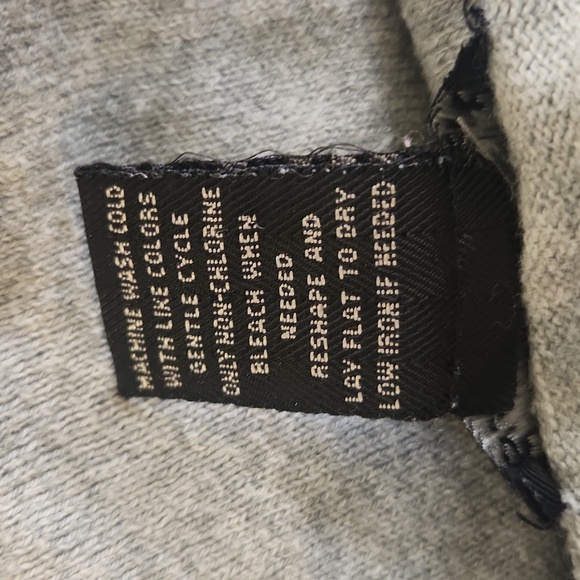 MACHINE WASH COLD
WITH LIKE COLORS
GENTLE CYCLE
ONLY NON-CHLORINE
BLEACH WHEN
NEEDED
RESHAPE AND
LAY FLAT TO DRY
LOW IRON IF NEEDED